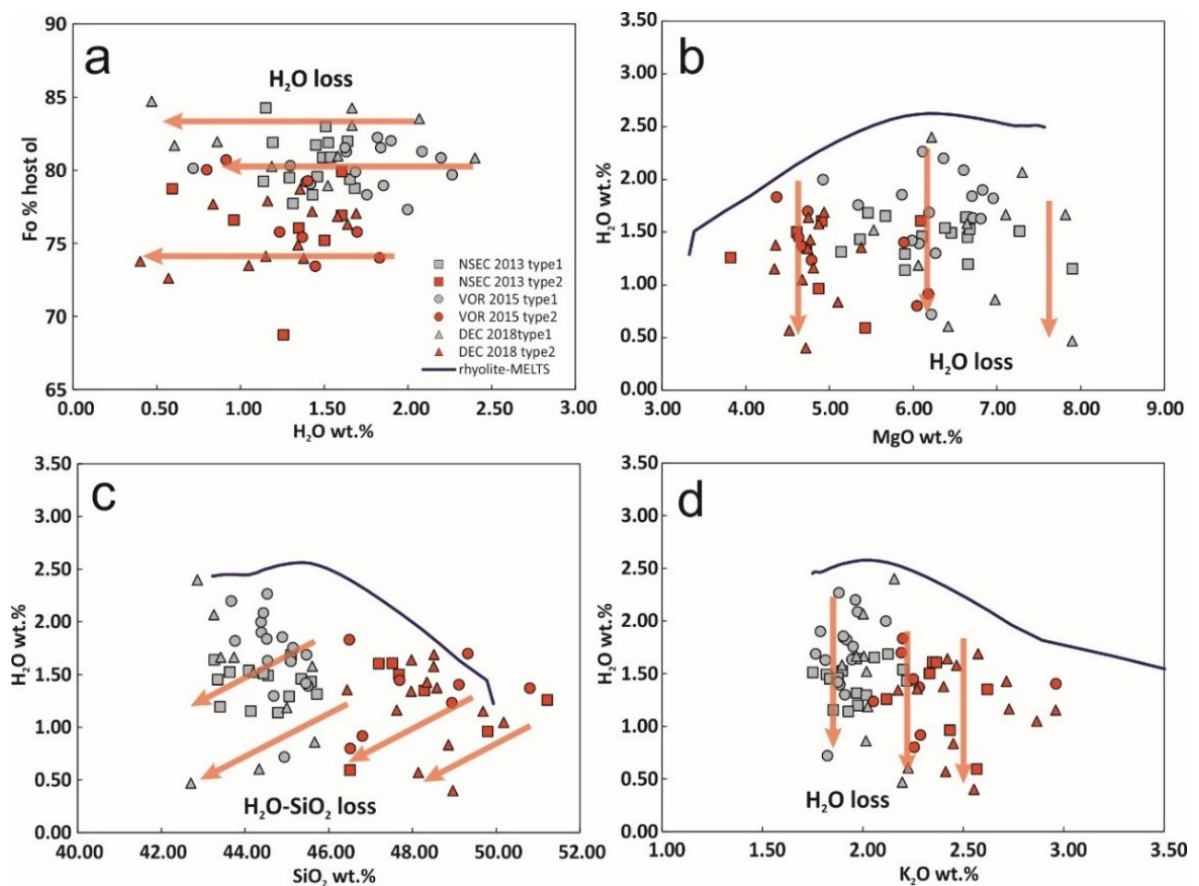 a
90
85
80
75
70
65
Fo % host ol
H₂O loss
NSEC 2013 type1
NSEC 2013 type2
VOR 2015 type1
VOR 2015 type2
DEC 2018type1
DEC 2018 type2
rhyolite-MELTS
0.00 0.50 1.00 1.50 2.00 2.50 3.00
H₂O wt.%
b
3.50
3.00
2.50
2.00
1.50
1.00
0.50
0.00
H₂O wt.%
H₂O loss
3.00 4.00 5.00 6.00 7.00 8.00 9.00
MgO wt.%
c
3.50
3.00
2.50
2.00
1.50
1.00
0.50
0.00
H₂O wt.%
H₂O-SiO₂ loss
40.00 42.00 44.00 46.00 48.00 50.00 52.00
SiO₂ wt.%
d
3.50
3.00
2.50
2.00
1.50
1.00
0.50
0.00
H₂O wt.%
H₂O loss
1.00 1.50 2.00 2.50 3.00 3.50
K₂O wt.%